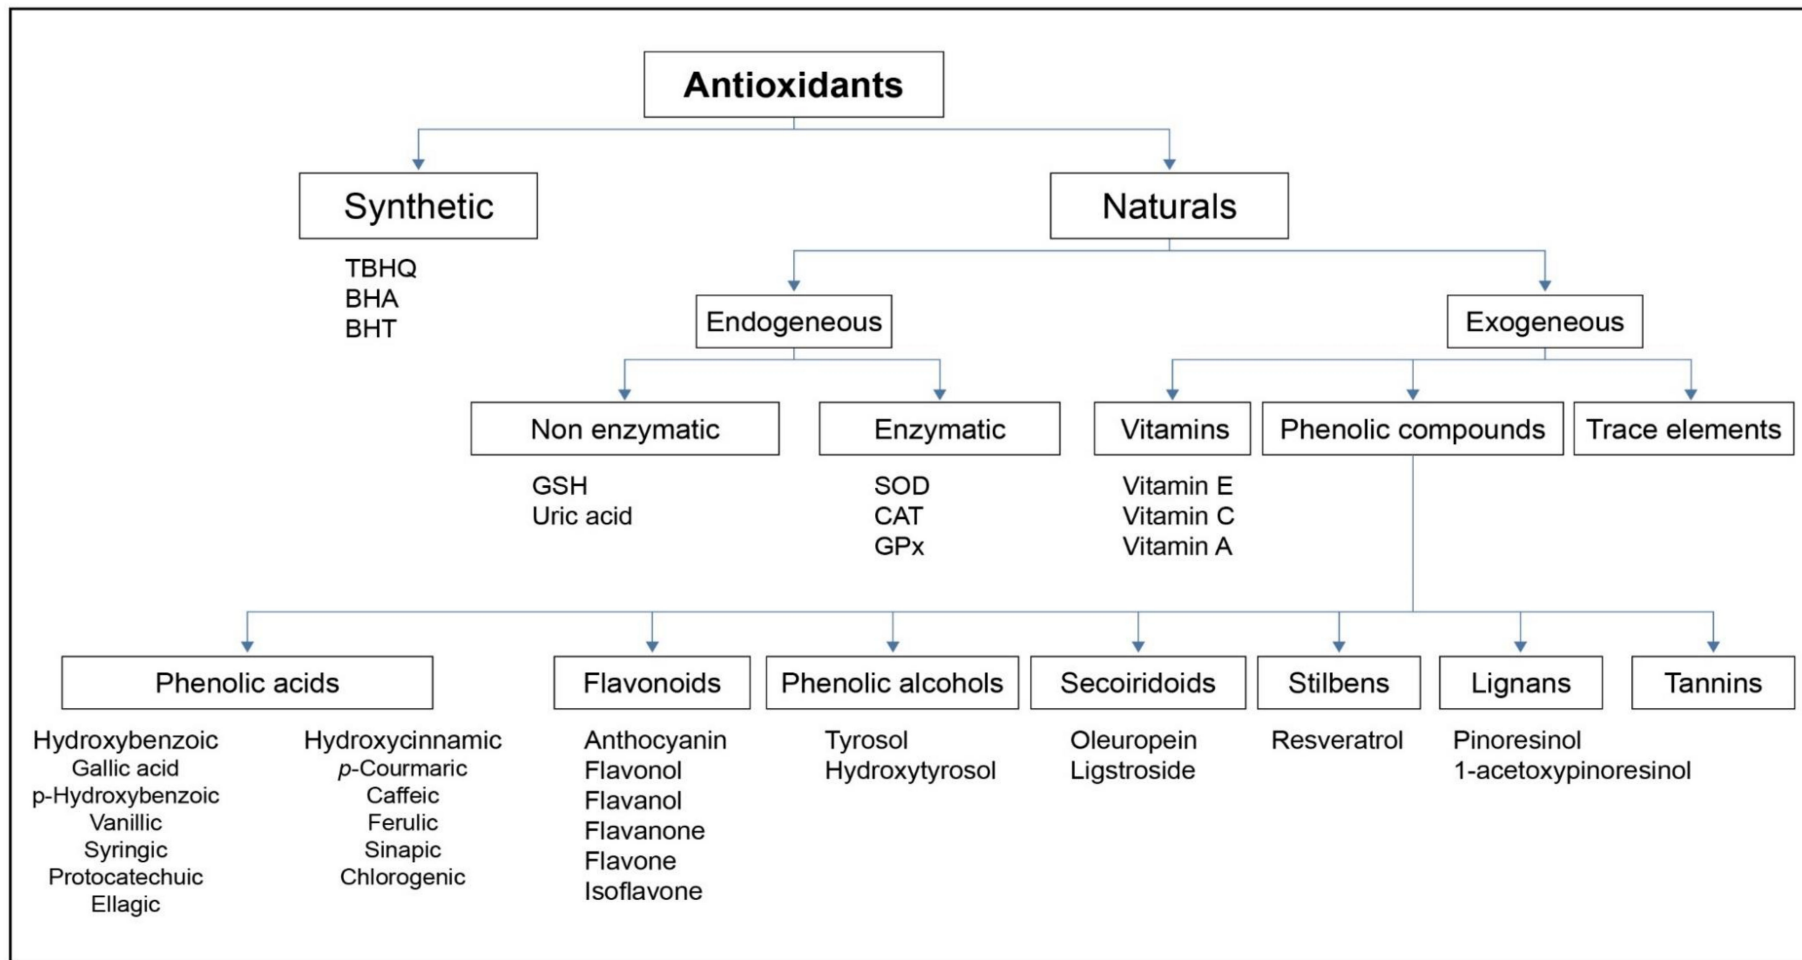 Antioxidants
Synthetic
Naturals
TBHQ
BHA
BHT
Endogeneous
Exogeneous
Non enzymatic
Enzymatic
Vitamins
Phenolic compounds
Trace elements
GSH
Uric acid
SOD
CAT
GPx
Vitamin E
Vitamin C
Vitamin A
Phenolic acids
Flavonoids
Phenolic alcohols
Secoiridoids
Stilbens
Lignans
Tannins
Hydroxybenzoic
Gallic acid
p-Hydroxybenzoic
Vanillic
Syringic
Protocatechuic
Ellagic
Hydroxycinnamic
p-Courmaric
Caffeic
Ferulic
Sinapic
Chlorogenic
Anthocyanin
Flavonol
Flavanol
Flavanone
Flavone
Isoflavone
Tyrosol
Hydroxytyrosol
Oleuropein
Ligstroside
Resveratrol
Pinoresinol
1-acetoxypinoresinol